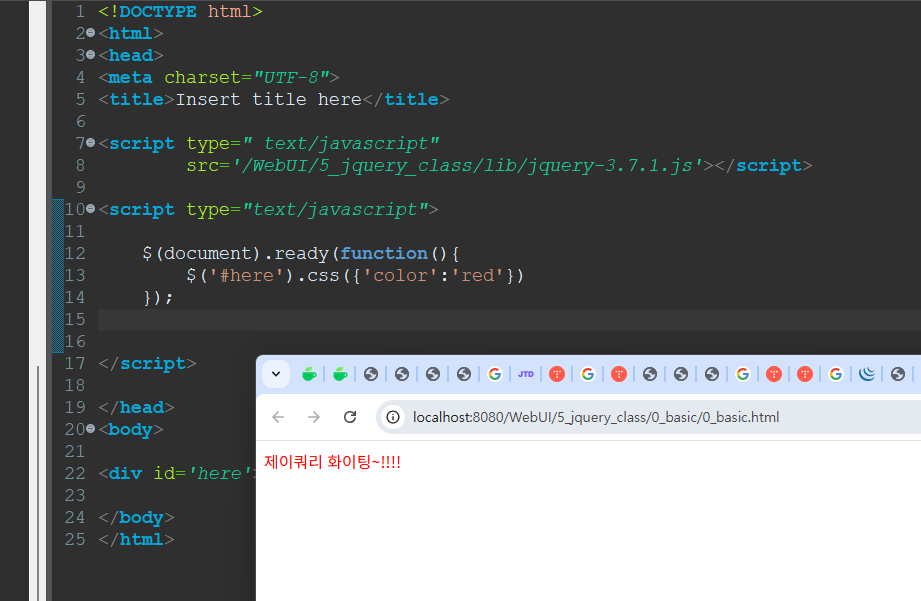 1 <!DOCTYPE html>
2 <html>
3 <head>
4 <meta charset="UTF-8">
5 <title>Insert title here</title>
6
7 <script type=" text/javascript"
8 src='/WebUI/5_jquery_class/lib/jquery-3.7.1.js'></script>
9
10 <script type="text/javascript">
11
12 $(document).ready(function(){
13 $('#here').css({'color':'red'})
14 });
15
16
17 </script>
18
19 </head>
20 <body>
21
22 <div id='here'
23
24 </body>
25 </html>
JTD
localhost:8080/WebUI/5_jquery_class/0_basic/0_basic.html
제이쿼리 화이팅~!!!!